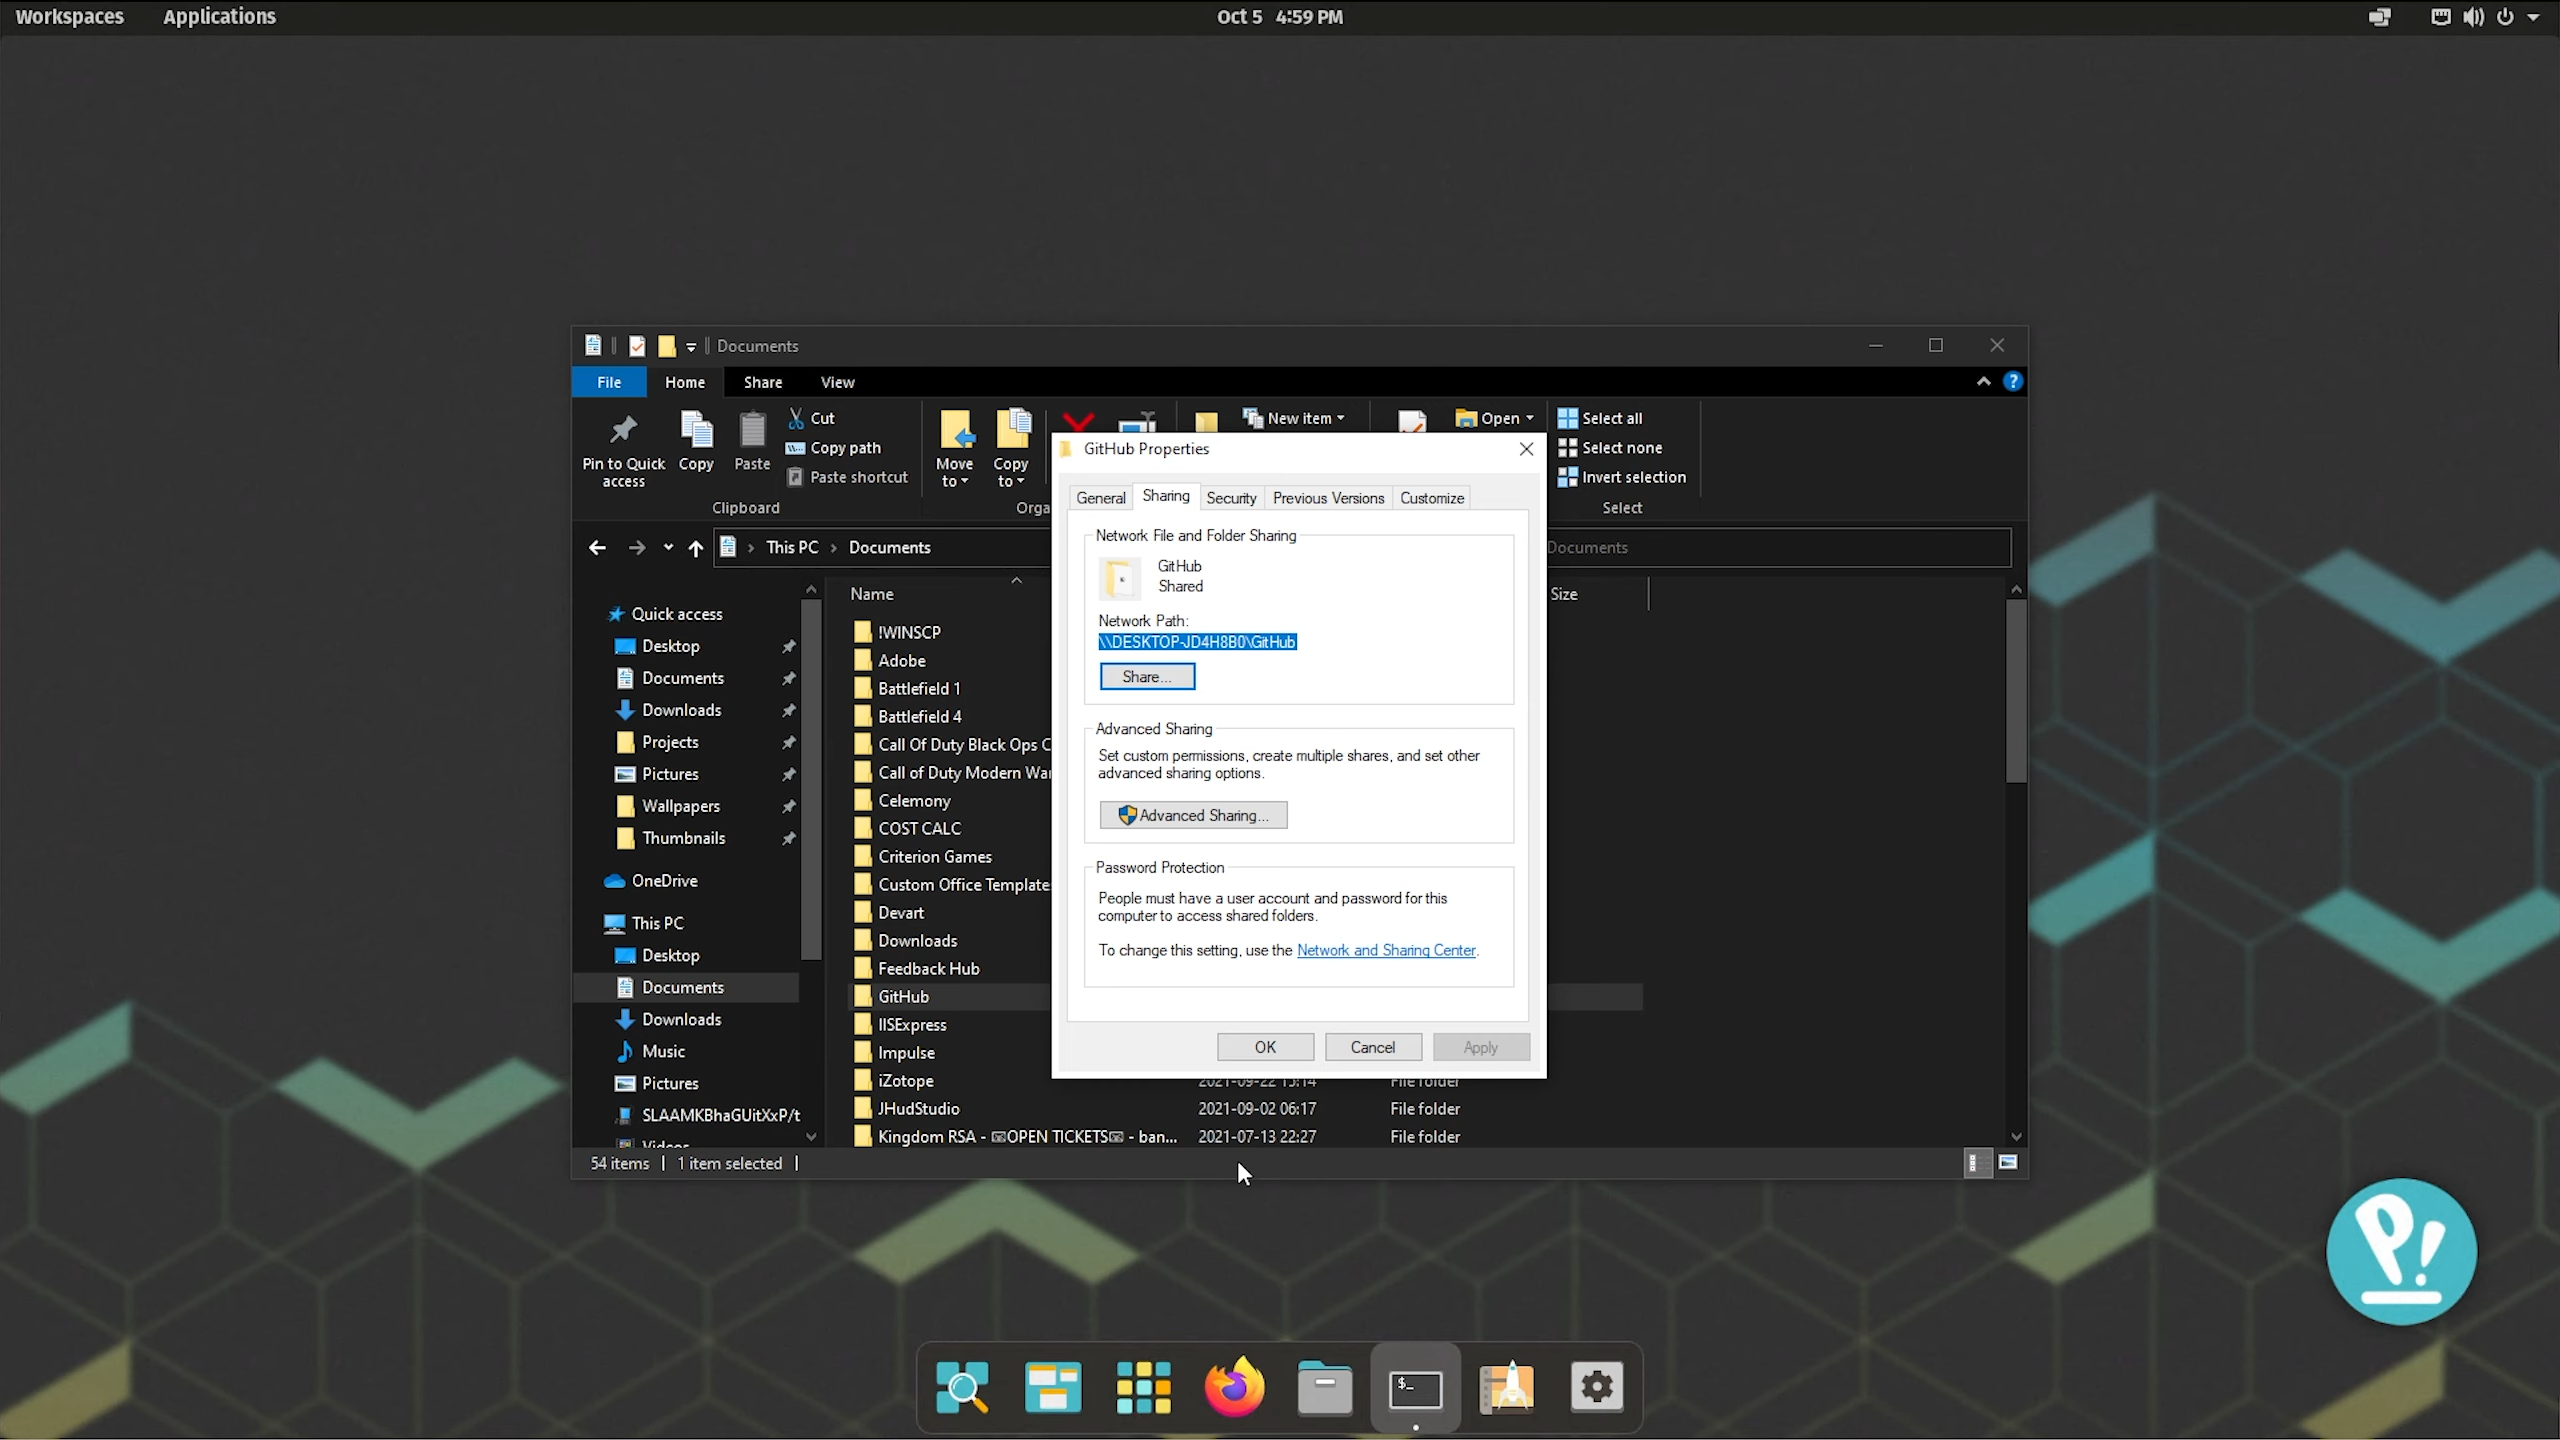 Workspaces Applications Oct 5 4:59 PM
Documents
File Home Share View
Pin to Quick access
Copy
Paste
Cut
Copy path
Paste shortcut
Clipboard
Move to
Copy to
Orga
New item
Open
Select all
Select none
Invert selection
Select
This PC > Documents
Documents
Quick access
Desktop
Documents
Downloads
Projects
Pictures
Wallpapers
Thumbnails
OneDrive
This PC
Desktop
Documents
Downloads
Music
Pictures
SLAAMKBhaGUitXxP/t
Videos
Name Size
!WINSCP
Adobe
Battlefield 1
Battlefield 4
Call Of Duty Black Ops C
Call of Duty Modern War
Celemony
COST CALC
Criterion Games
Custom Office Templates
Devart
Downloads
Feedback Hub
GitHub
IISExpress
Impulse
iZotope 2021-09-22 15:14 File folder
JHudStudio 2021-09-02 06:17 File folder
Kingdom RSA - OPEN TICKETS - ban... 2021-07-13 22:27 File folder
54 items 1 item selected
GitHub Properties
General Sharing Security Previous Versions Customize
Network File and Folder Sharing
GitHub
Shared
Network Path:
\\DESKTOP-JD4H8B0\GitHub
Share...
Advanced Sharing
Set custom permissions, create multiple shares, and set other
advanced sharing options.
Advanced Sharing...
Password Protection
People must have a user account and password for this
computer to access shared folders.
To change this setting, use the Network and Sharing Center.
OK Cancel Apply
P!
$_